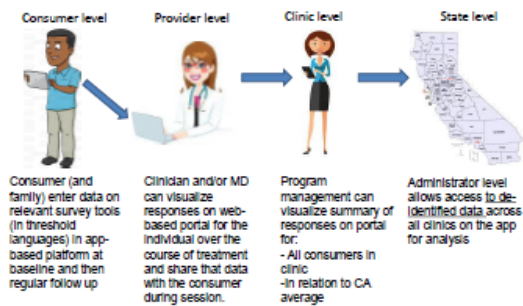 Consumer level
Provider level
Clinic level
State level
Consumer (and
family) enter data on
relevant survey tools
(in threshold
languages) in app-
based platform at
baseline and then
regular follow up
Clinician and/or MD
can visualize
responses on web-
based portal for the
individual over the
course of treatment
and share that data
with the consumer
during session.
Program
management can
visualize summary of
responses on portal
for:
- All consumers in
clinic
-In relation to CA
average
Administrator level
allows access to de-
identified data across
all clinics on the app
for analysis